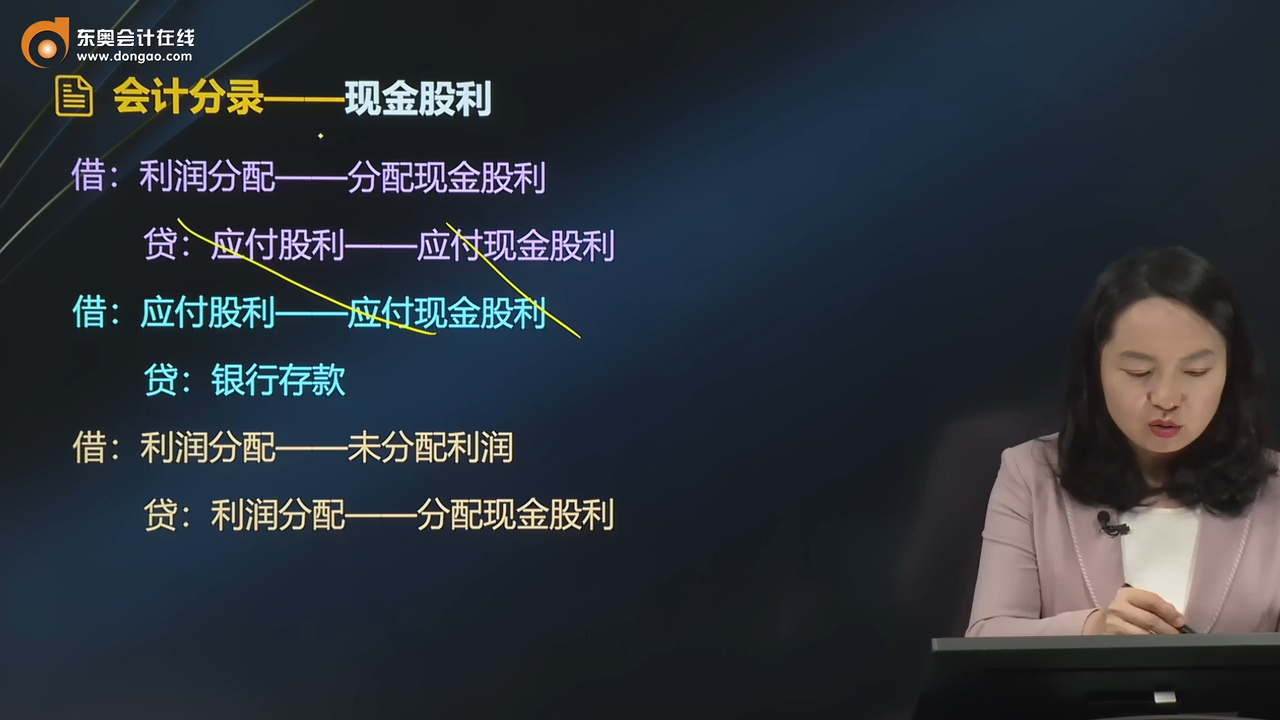 东奥会计在线
www.dongao.com
会计分录——现金股利
借：利润分配——分配现金股利
贷：应付股利——应付现金股利
借：应付股利——应付现金股利
贷：银行存款
借：利润分配——未分配利润
贷：利润分配——分配现金股利